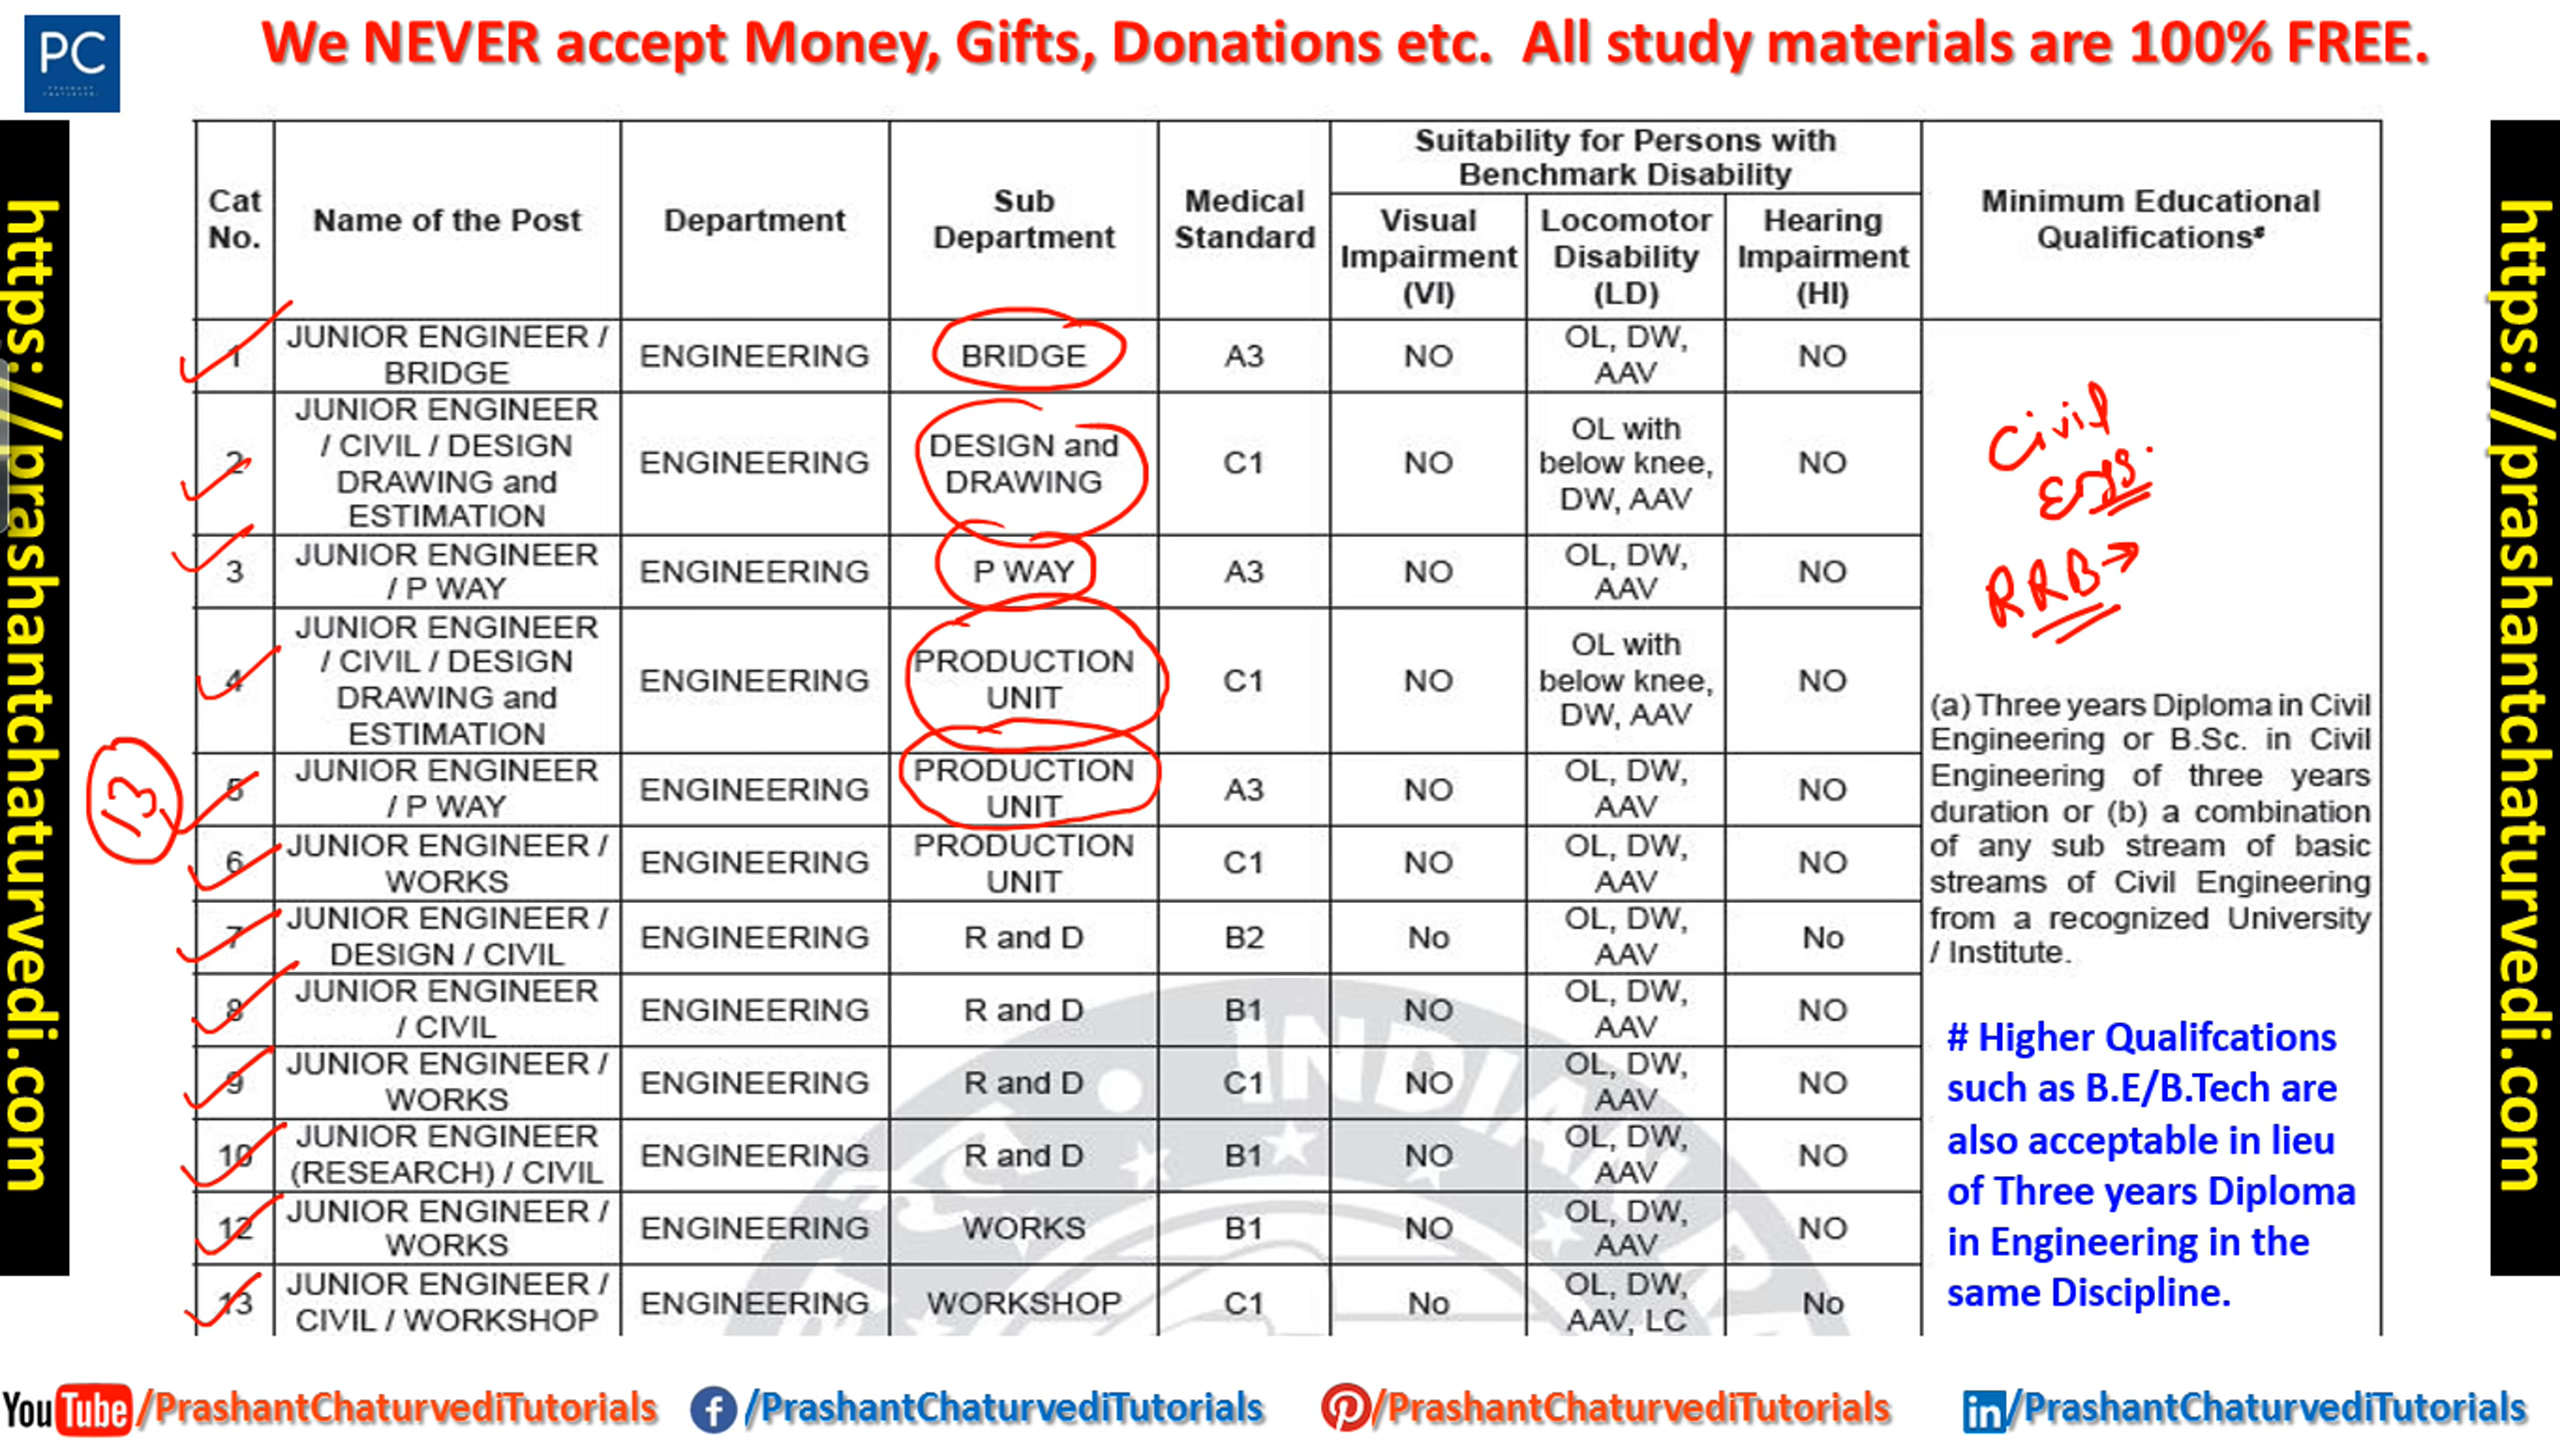 PC
PRASHANT
CHATURVEDI
We NEVER accept Money, Gifts, Donations etc. All study materials are 100% FREE.
https://prashantchaturvedi.com
Cat No.
Name of the Post
Department
Sub Department
Medical Standard
Suitability for Persons with Benchmark Disability
Visual Impairment (VI)
Locomotor Disability (LD)
Hearing Impairment (HI)
Minimum Educational Qualifications#
1 JUNIOR ENGINEER / BRIDGE ENGINEERING BRIDGE A3 NO OL, DW, AAV NO
2 JUNIOR ENGINEER / CIVIL / DESIGN DRAWING and ESTIMATION ENGINEERING DESIGN and DRAWING C1 NO OL with below knee, DW, AAV NO
3 JUNIOR ENGINEER / P WAY ENGINEERING P WAY A3 NO OL, DW, AAV NO
4 JUNIOR ENGINEER / CIVIL / DESIGN DRAWING and ESTIMATION ENGINEERING PRODUCTION UNIT C1 NO OL with below knee, DW, AAV NO
5 JUNIOR ENGINEER / P WAY ENGINEERING PRODUCTION UNIT A3 NO OL, DW, AAV NO
6 JUNIOR ENGINEER / WORKS ENGINEERING PRODUCTION UNIT C1 NO OL, DW, AAV NO
7 JUNIOR ENGINEER / DESIGN / CIVIL ENGINEERING R and D B2 No OL, DW, AAV No
8 JUNIOR ENGINEER / CIVIL ENGINEERING R and D B1 NO OL, DW, AAV NO
9 JUNIOR ENGINEER / WORKS ENGINEERING R and D C1 NO OL, DW, AAV NO
10 JUNIOR ENGINEER (RESEARCH) / CIVIL ENGINEERING R and D B1 NO OL, DW, AAV NO
12 JUNIOR ENGINEER / WORKS ENGINEERING WORKS B1 NO OL, DW, AAV NO
13 JUNIOR ENGINEER / CIVIL / WORKSHOP ENGINEERING WORKSHOP C1 No OL, DW, AAV, LC No
13
Civil
Engg.
RRB→
(a) Three years Diploma in Civil
Engineering or B.Sc. in Civil
Engineering of three years
duration or (b) a combination
of any sub stream of basic
streams of Civil Engineering
from a recognized University
/ Institute.
# Higher Qualifcations
such as B.E/B.Tech are
also acceptable in lieu
of Three years Diploma
in Engineering in the
same Discipline.
INDIAN
https://prashantchaturvedi.com
YouTube/PrashantChaturvediTutorials
f/PrashantChaturvediTutorials
/PrashantChaturvediTutorials
in/PrashantChaturvediTutorials